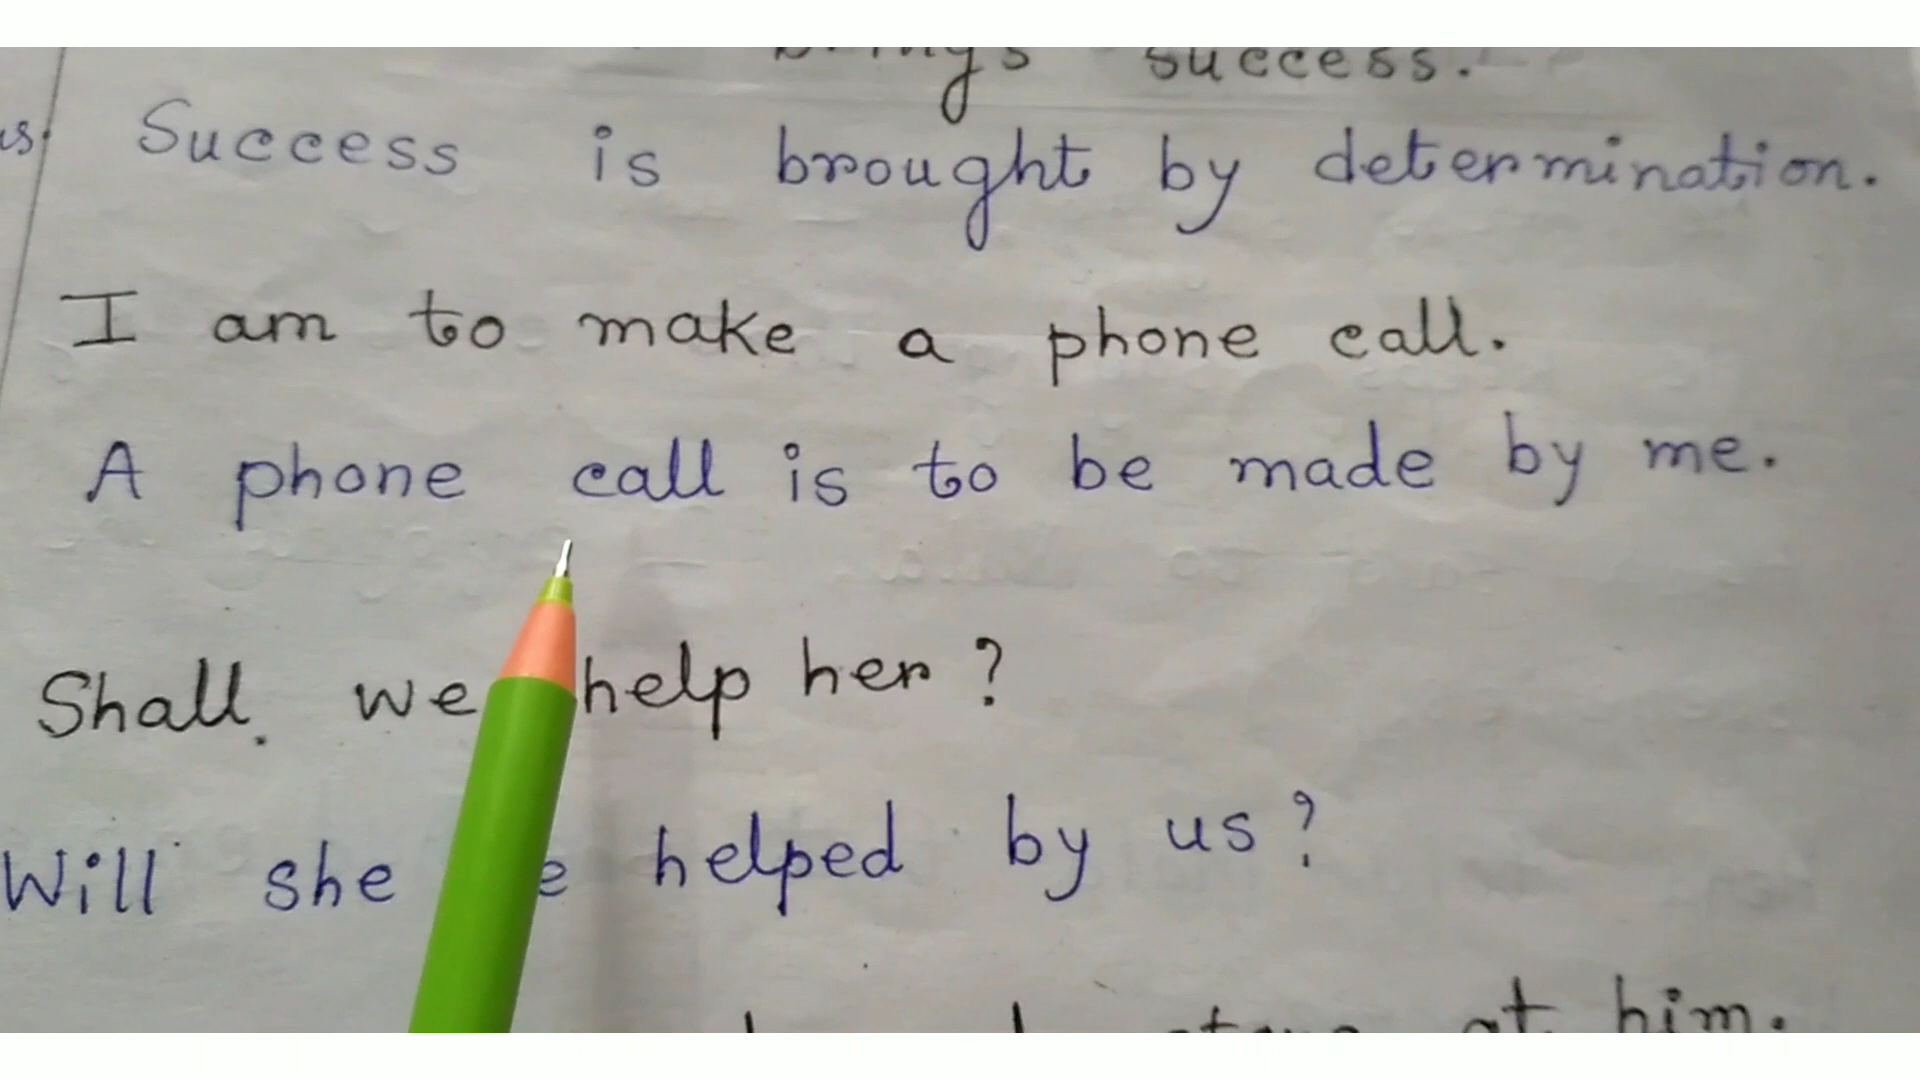 success.
Success is brought by determination.
I am to make a phone call.
A phone call is to be made by me.
Shall we help her?
Will she helped by us?
at him.